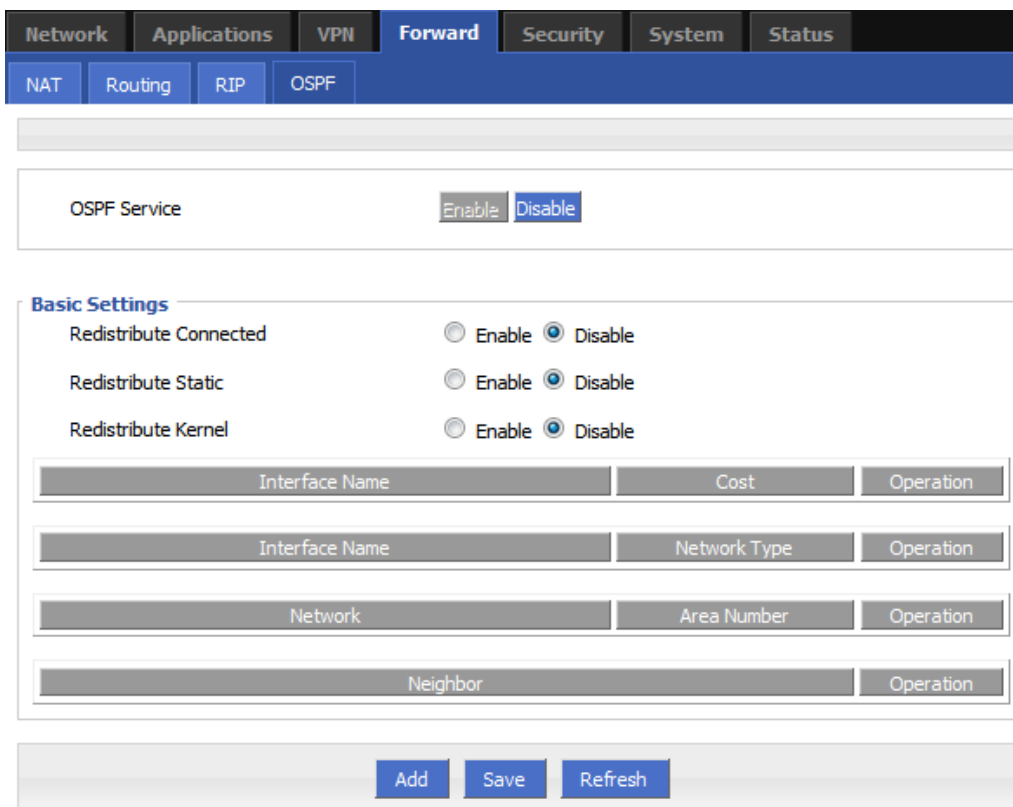 Network Applications VPN Forward Security System Status
NAT Routing RIP OSPF
OSPF Service Enable Disable
Basic Settings
Redistribute Connected Enable Disable
Redistribute Static Enable Disable
Redistribute Kernel Enable Disable
Interface Name Cost Operation
Interface Name Network Type Operation
Network Area Number Operation
Neighbor Operation
Add Save Refresh